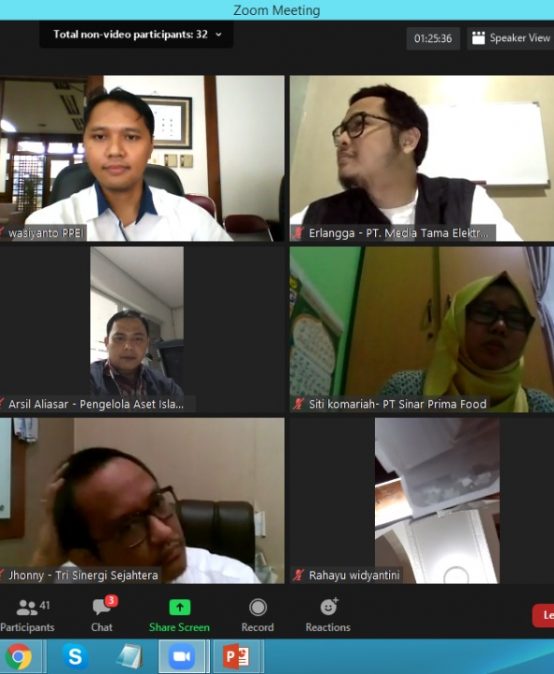 Zoom Meeting
Total non-video participants: 32
01:25:36
Speaker View
wasiyanto PPEI
Erlangga - PT. Media Tama Elektr...
Arsil Aliasar - Pengelola Aset Isla...
Siti komariah- PT Sinar Prima Food
Jhonny - Tri Sinergi Sejahtera
Rahayu widyantini
41
3
Participants
Chat
Share Screen
Record
Reactions
Le
S
P